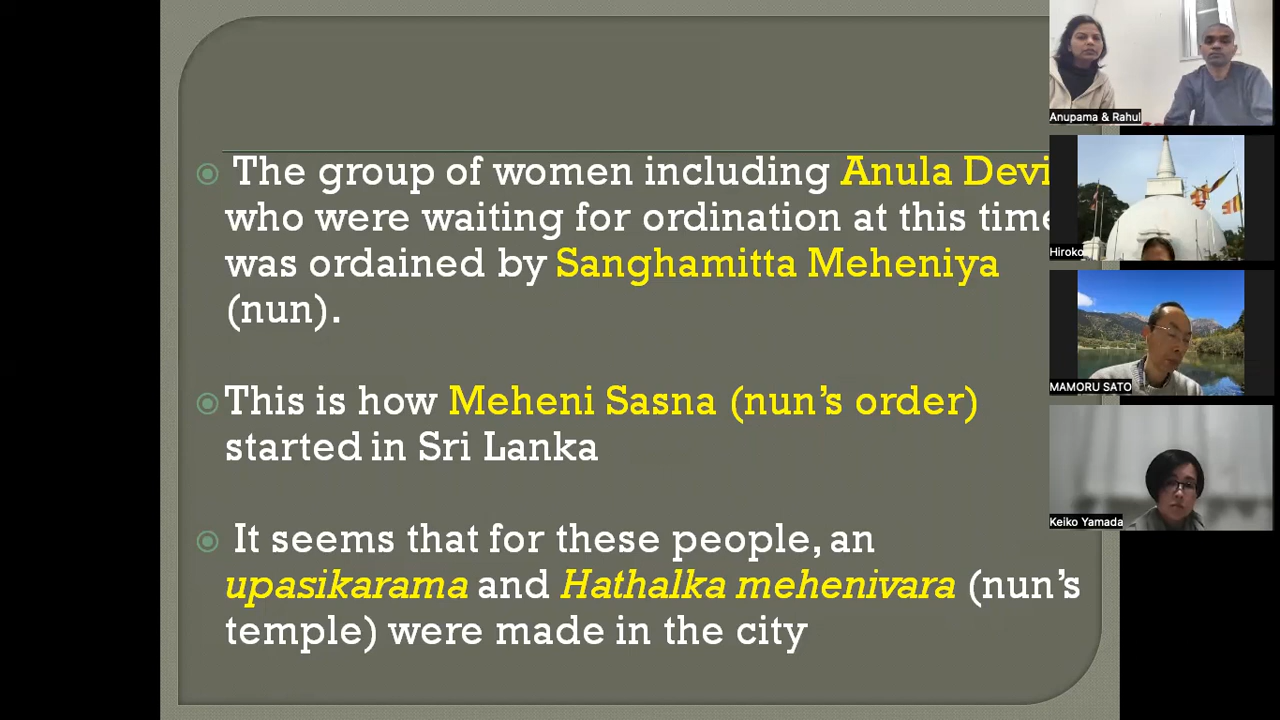 The group of women including Anula Devi
who were waiting for ordination at this time
was ordained by Sanghamitta Meheniya
(nun).
This is how Meheni Sasna (nun’s order)
started in Sri Lanka
It seems that for these people, an
upasikarama and Hathalka mehenivara (nun’s
temple) were made in the city
Anupama & Rahul
Hiroko
MAMORU SATO
Keiko Yamada